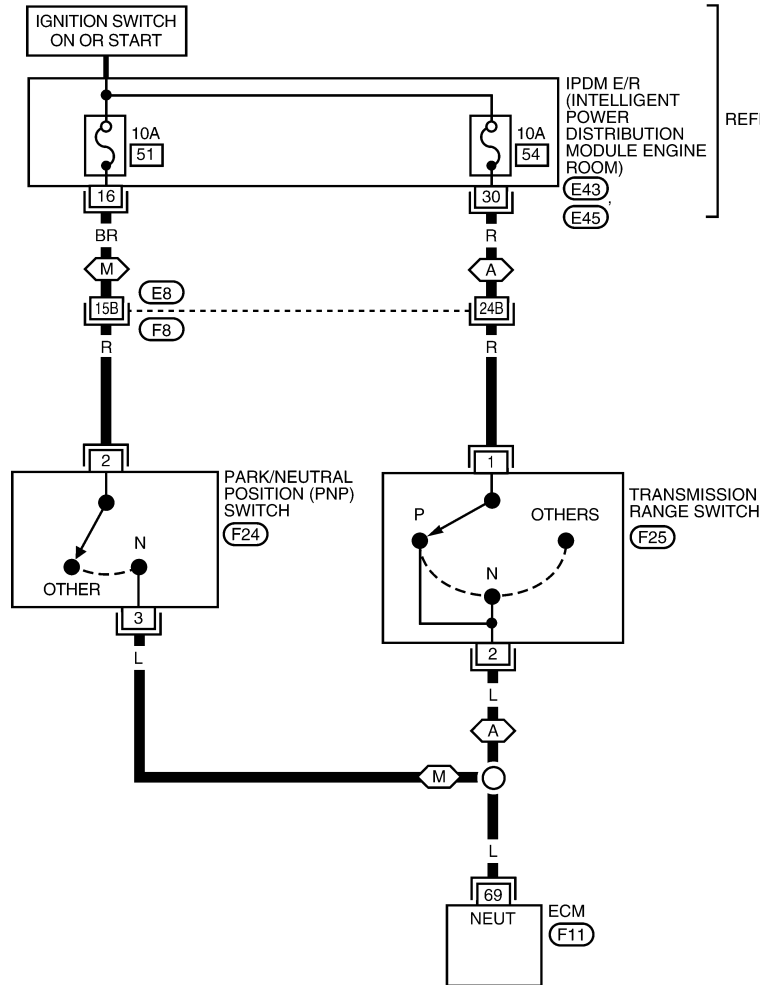 IGNITION SWITCH
ON OR START
IPDM E/R
(INTELLIGENT
POWER
DISTRIBUTION
MODULE ENGINE
ROOM)
E43 ,
E45
10A
51
10A
54
16
30
BR
R
M
A
15B
E8
24B
F8
R
R
2
1
PARK/NEUTRAL
POSITION (PNP)
SWITCH
F24
N
OTHER
TRANSMISSION
RANGE SWITCH
F25
P
OTHERS
N
3
2
L
L
A
M
L
69
NEUT
ECM
F11